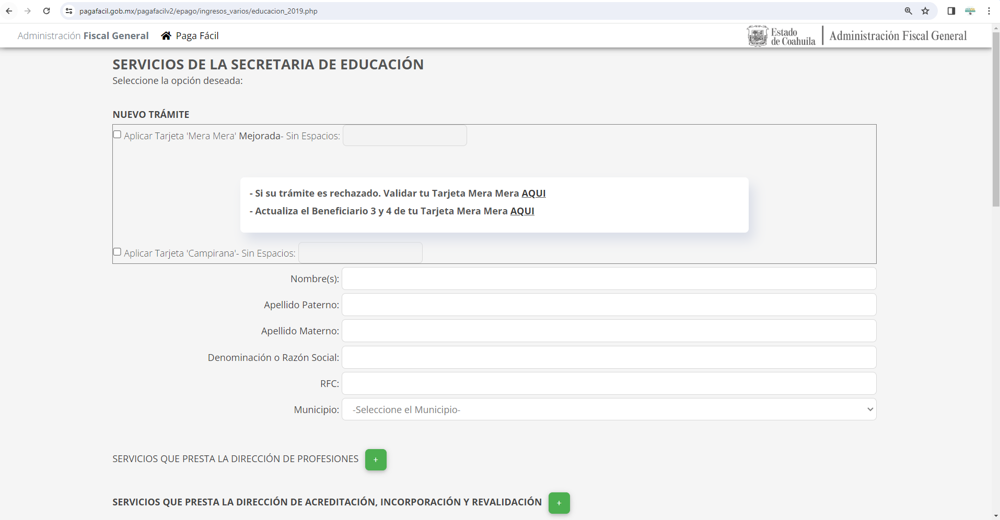 pagafacil.gob.mx/pagafacilv2/epago/ingresos_varios/educacion_2019.php
Administración Fiscal General Paga Fácil
Estado de Coahuila Administración Fiscal General
SERVICIOS DE LA SECRETARIA DE EDUCACIÓN
Seleccione la opción deseada:
NUEVO TRÁMITE
Aplicar Tarjeta 'Mera Mera' Mejorada- Sin Espacios:
- Si su trámite es rechazado. Validar tu Tarjeta Mera Mera AQUI
- Actualiza el Beneficiario 3 y 4 de tu Tarjeta Mera Mera AQUI
Aplicar Tarjeta 'Campirana'- Sin Espacios:
Nombre(s):
Apellido Paterno:
Apellido Materno:
Denominación o Razón Social:
RFC:
Municipio: -Seleccione el Municipio-
SERVICIOS QUE PRESTA LA DIRECCIÓN DE PROFESIONES +
SERVICIOS QUE PRESTA LA DIRECCIÓN DE ACREDITACIÓN, INCORPORACIÓN Y REVALIDACIÓN +